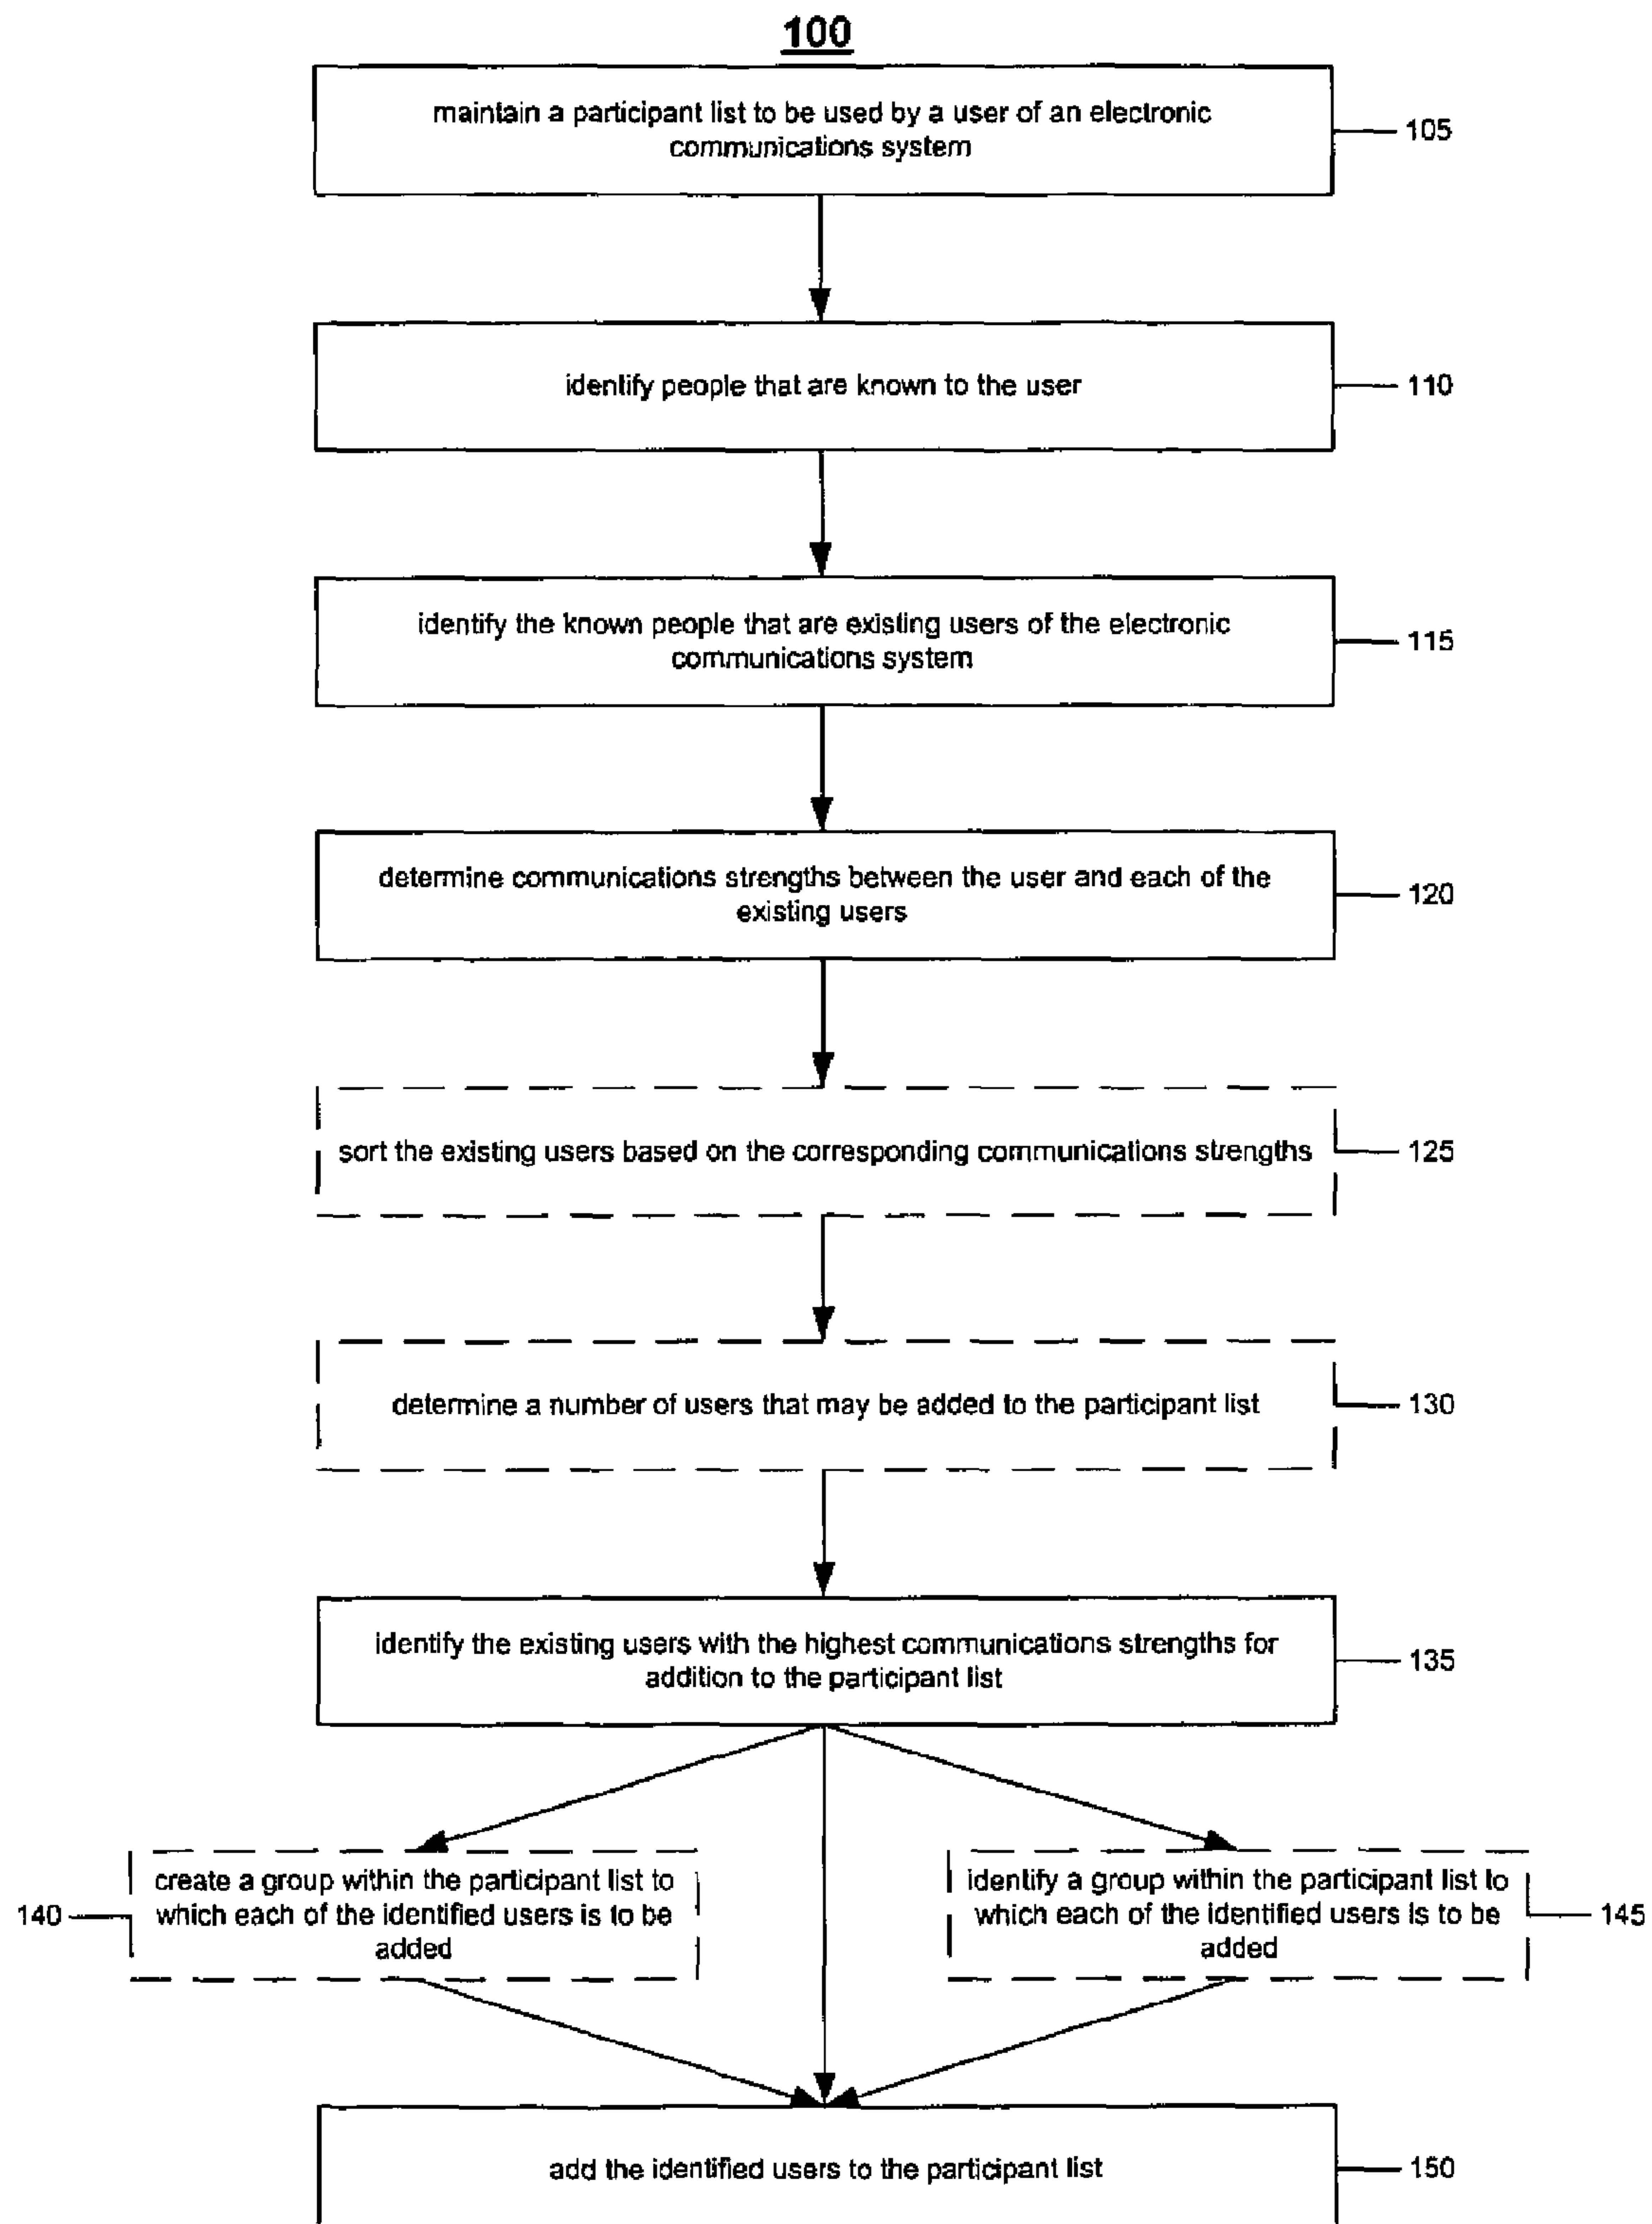 100
maintain a participant list to be used by a user of an electronic
communications system
105
identify people that are known to the user
110
identify the known people that are existing users of the electronic
communications system
115
determine communications strengths between the user and each of the
existing users
120
sort the existing users based on the corresponding communications strengths
125
determine a number of users that may be added to the participant list
130
identify the existing users with the highest communications strengths for
addition to the participant list
135
140
create a group within the participant list to
which each of the identified users is to be
added
identify a group within the participant list to
which each of the identified users is to be
added
145
add the identified users to the participant list
150